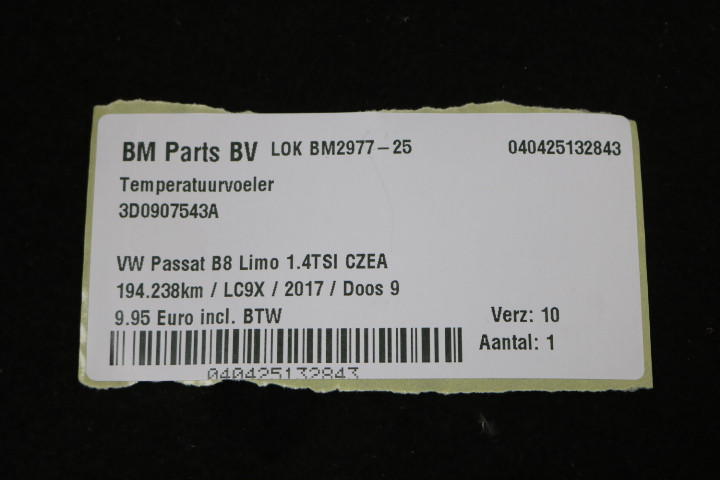 BM Parts BV LOK BM2977-25 040425132843
Temperatuurvoeler
3D0907543A
VW Passat B8 Limo 1.4TSI CZEA
194.238km / LC9X / 2017 / Doos 9
9.95 Euro incl. BTW Verz: 10
Aantal: 1
040425132843